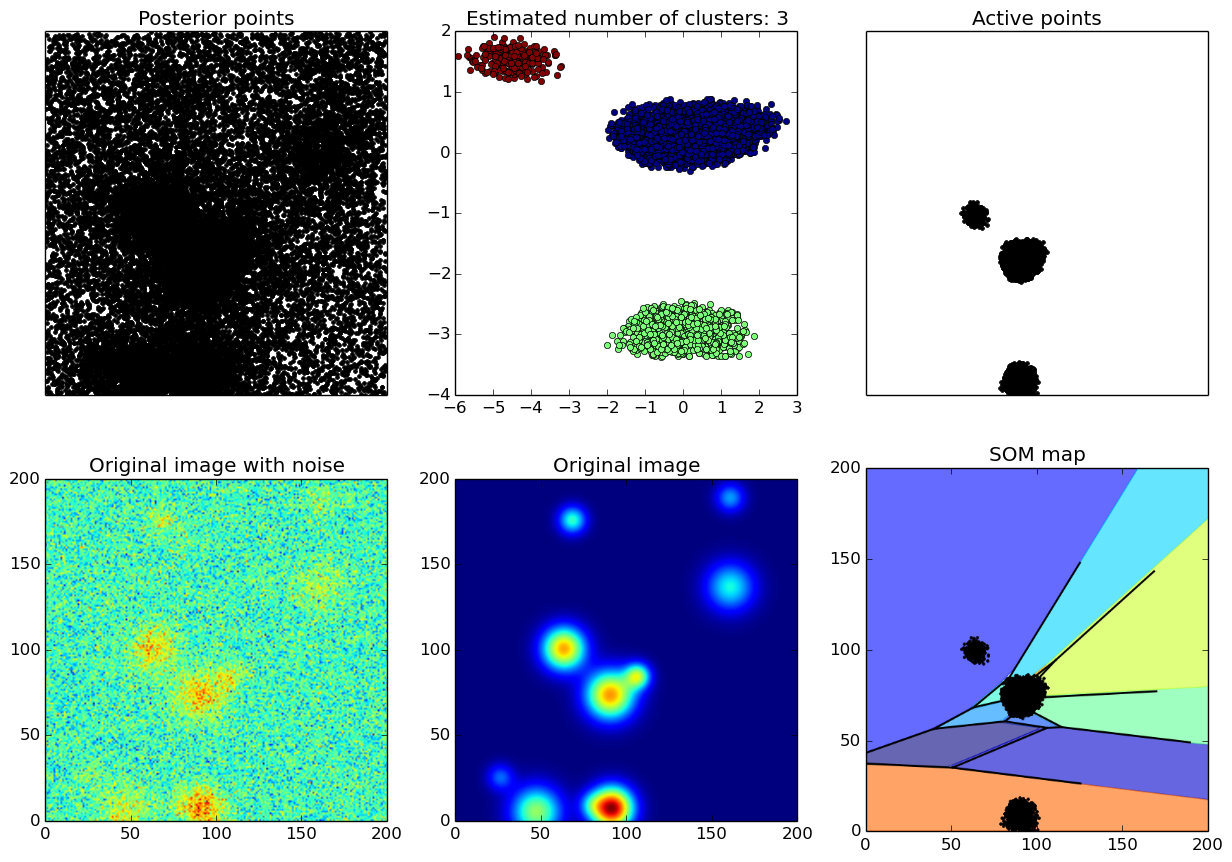 Posterior points
Estimated number of clusters: 3
Active points
2
1
0
−1
−2
−3
−4
−6 −5 −4 −3 −2 −1 0 1 2 3
Original image with noise
200
150
100
50
0
0 50 100 150 200
Original image
200
150
100
50
0
0 50 100 150 200
SOM map
200
150
100
50
0
0 50 100 150 200